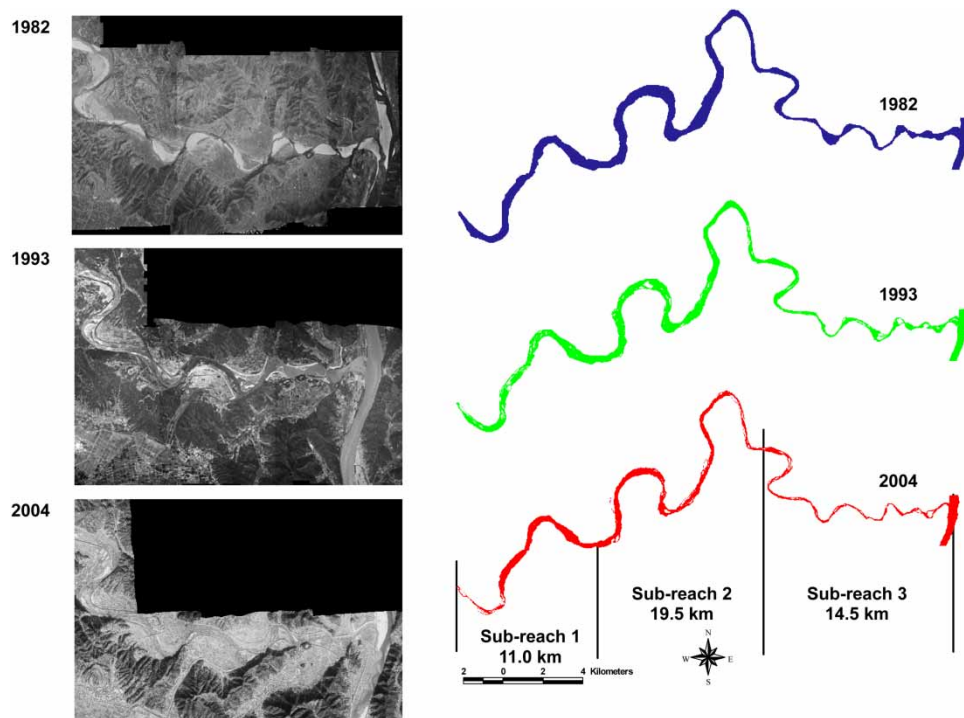 1982
1993
2004
1982
1993
2004
Sub-reach 1
11.0 km
Sub-reach 2
19.5 km
Sub-reach 3
14.5 km
N
W E
S
2 0 2 4 Kilometers